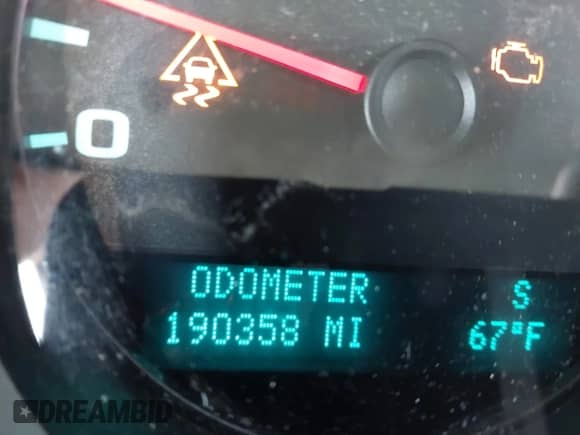 0
ODOMETER S
190358 MI 67°F
DREAMBID